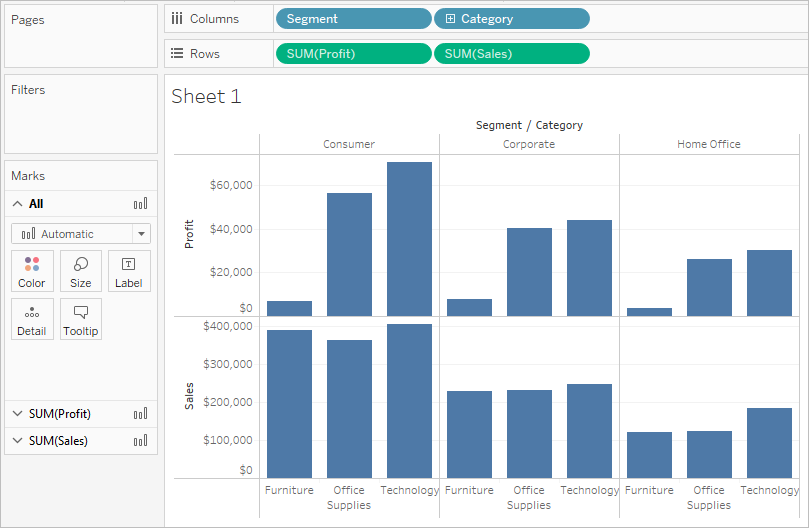 Pages
Columns
Segment
Category
Rows
SUM(Profit)
SUM(Sales)
Filters
Marks
All
Automatic
Color
Size
Label
Detail
Tooltip
SUM(Profit)
SUM(Sales)
Sheet 1
Segment / Category
Consumer
Corporate
Home Office
Profit
$60,000
$40,000
$20,000
$0
Sales
$400,000
$300,000
$200,000
$100,000
$0
Furniture
Office
Supplies
Technology
Furniture
Office
Supplies
Technology
Furniture
Office
Supplies
Technology